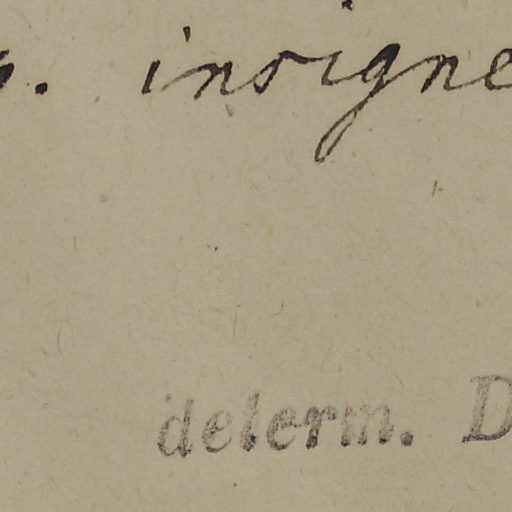 insigne
determ. D